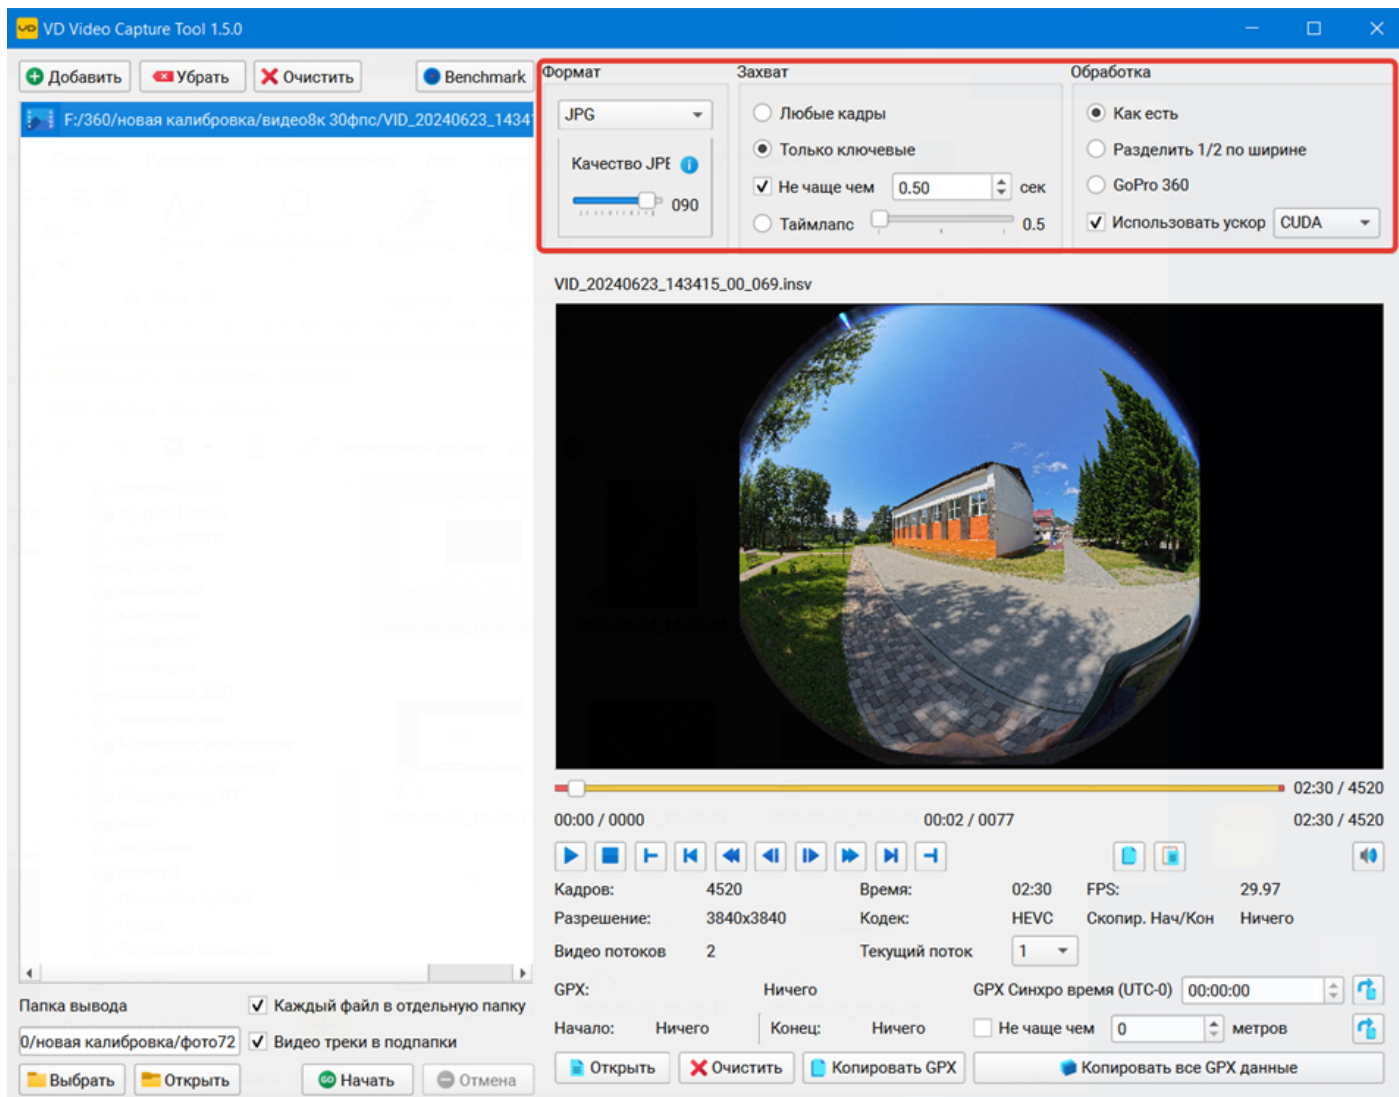 VD Video Capture Tool 1.5.0
Добавить Убрать Очистить Benchmark
F:/360/новая калибровка/видео8к 30фпс/VID_20240623_1434
Формат Захват Обработка
JPG Любые кадры Как есть
Качество JPE Только ключевые Разделить 1/2 по ширине
090 Не чаще чем 0.50 сек GoPro 360
Таймлапс 0.5 Использовать ускор CUDA
VID_20240623_143415_00_069.insv
02:30 / 4520
00:00 / 0000 00:02 / 0077 02:30 / 4520
Кадров: 4520 Время: 02:30 FPS: 29.97
Разрешение: 3840x3840 Кодек: HEVC Скопир. Нач/Кон Ничего
Видео потоков 2 Текущий поток 1
GPX: Ничего GPX Синхро время (UTC-0) 00:00:00
Начало: Ничего Конец: Ничего Не чаще чем 0 метров
Открыть Очистить Копировать GPX Копировать все GPX данные
Папка вывода Каждый файл в отдельную папку
0/новая калибровка/фото72 Видео треки в подпапки
Выбрать Открыть GO Начать Отмена